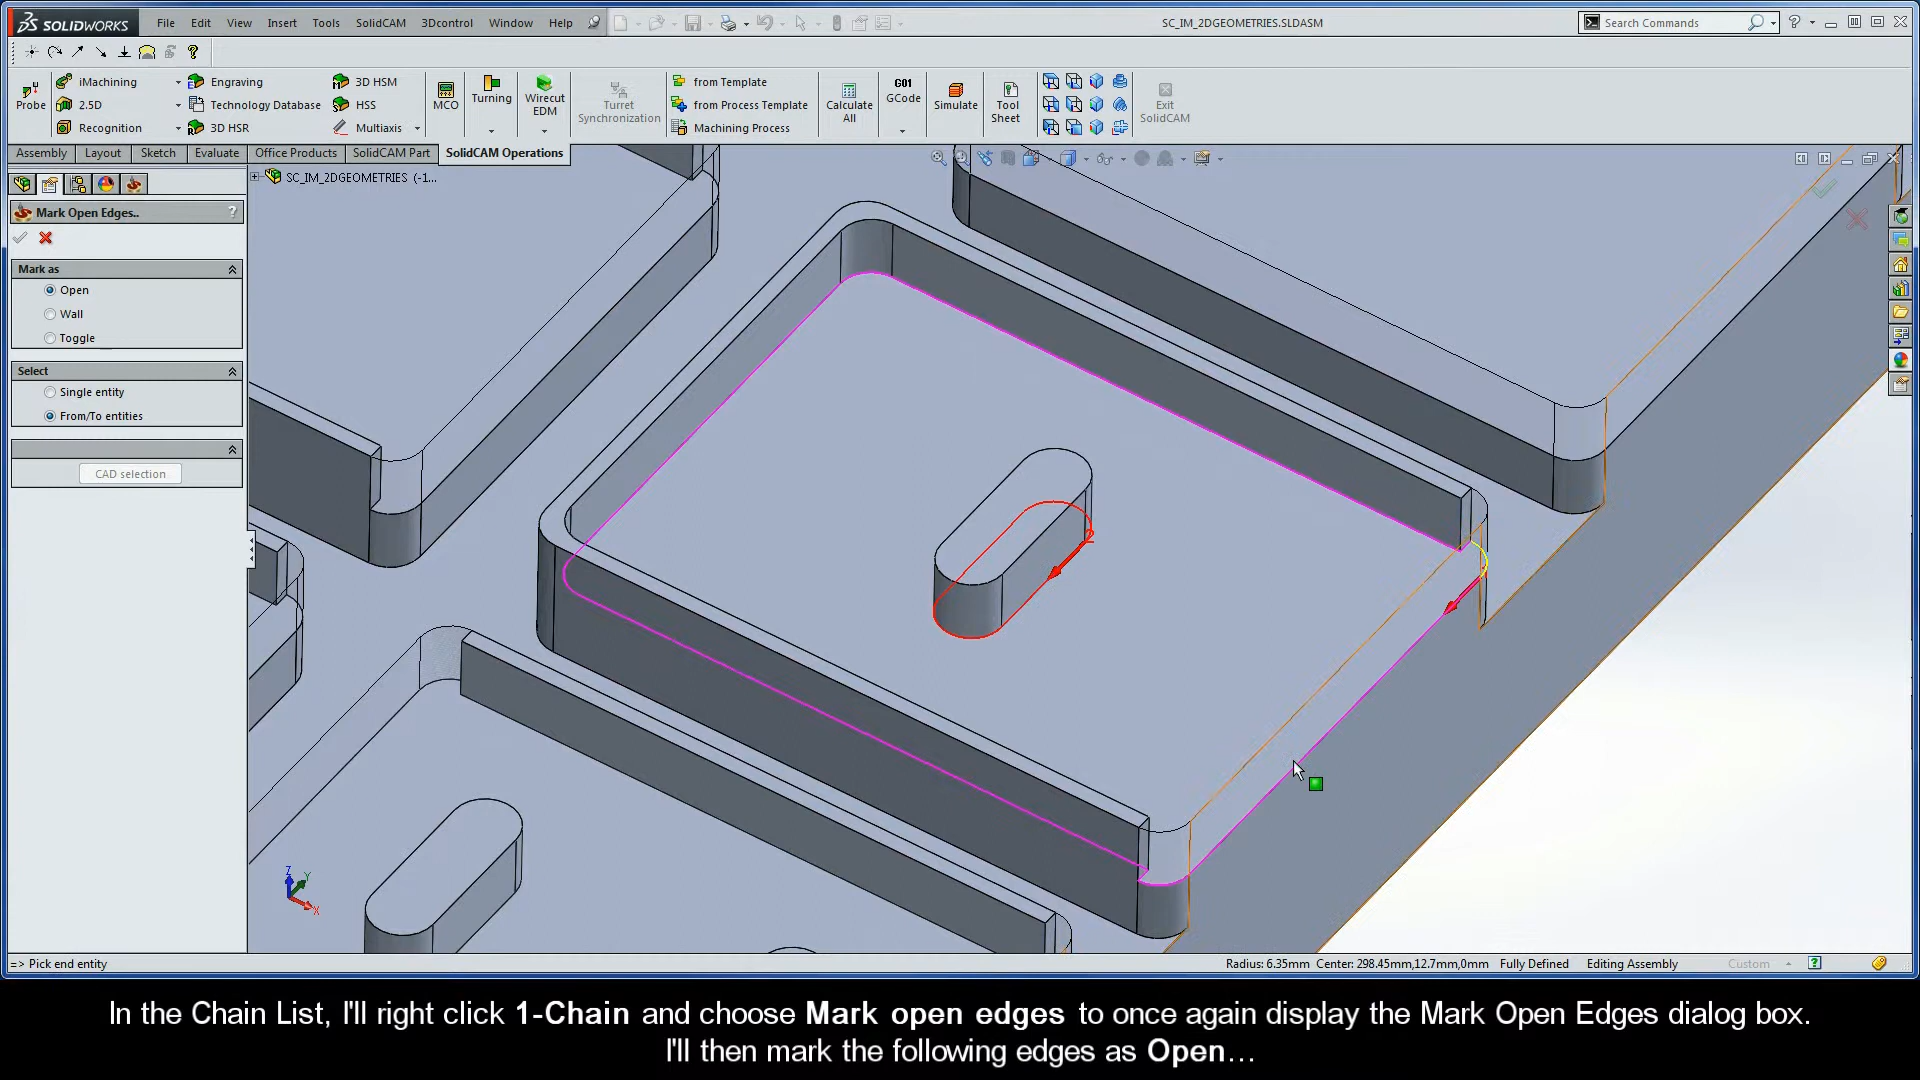 SOLIDWORKS File Edit View Insert Tools SolidCAM 3Dcontrol Window Help SC_IM_2DGEOMETRIES.SLDASM Search Commands
Probe iMachining Engraving 3D HSM MCO Turning Wirecut EDM Turret Synchronization from Template Calculate All G01 GCode Simulate Tool Sheet Exit SolidCAM
2.5D Technology Database HSS from Process Template
Recognition 3D HSR Multiaxis Machining Process
Assembly Layout Sketch Evaluate Office Products SolidCAM Part SolidCAM Operations
SC_IM_2DGEOMETRIES (-1...
Mark Open Edges.. ?
Mark as
Open
Wall
Toggle
Select
Single entity
From/To entities
CAD selection
Z Y X
=> Pick end entity Radius: 6.35mm Center: 298.45mm,12.7mm,0mm Fully Defined Editing Assembly Custom
In the Chain List, I'll right click 1-Chain and choose Mark open edges to once again display the Mark Open Edges dialog box.
I'll then mark the following edges as Open...